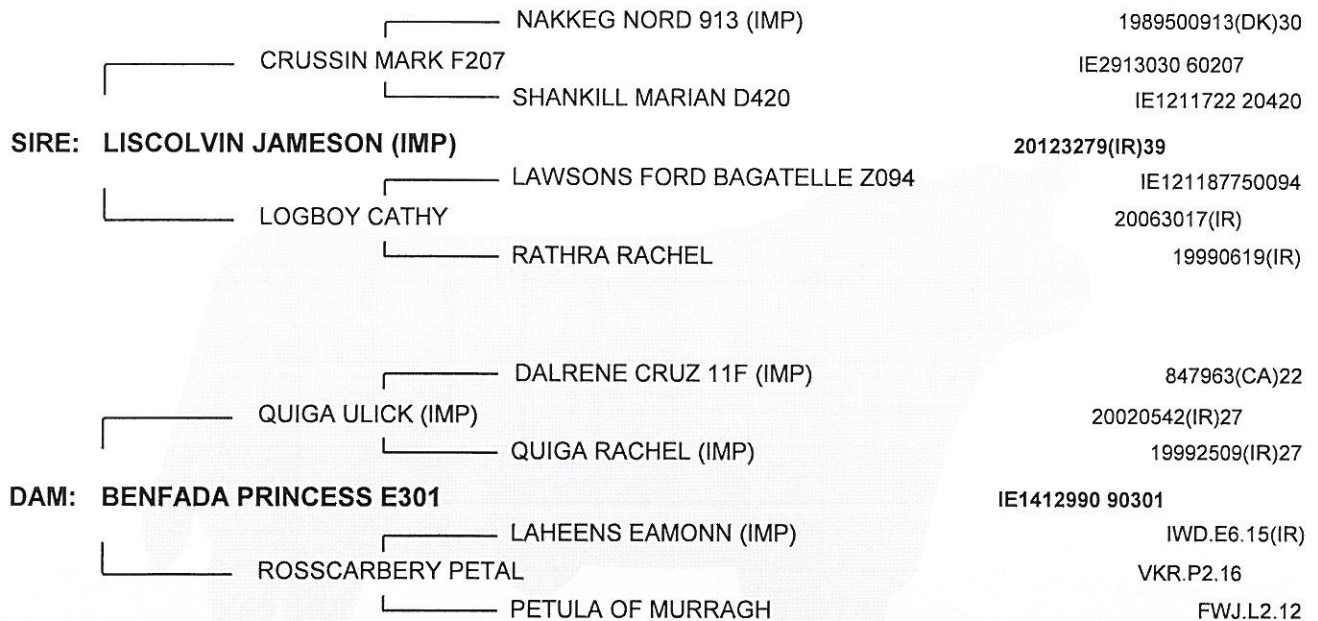 NAKKEG NORD 913 (IMP) 1989500913(DK)30
CRUSSIN MARK F207 IE2913030 60207
SHANKILL MARIAN D420 IE1211722 20420
SIRE: LISCOLVIN JAMESON (IMP) 20123279(IR)39
LAWSONS FORD BAGATELLE Z094 IE121187750094
LOGBOY CATHY 20063017(IR)
RATHRA RACHEL 19990619(IR)
DALRENE CRUZ 11F (IMP) 847963(CA)22
QUIGA ULICK (IMP) 20020542(IR)27
QUIGA RACHEL (IMP) 19992509(IR)27
DAM: BENFADA PRINCESS E301 IE1412990 90301
LAHEENS EAMONN (IMP) IWD.E6.15(IR)
ROSSCARBERY PETAL VKR.P2.16
PETULA OF MURRAGH FWJ.L2.12